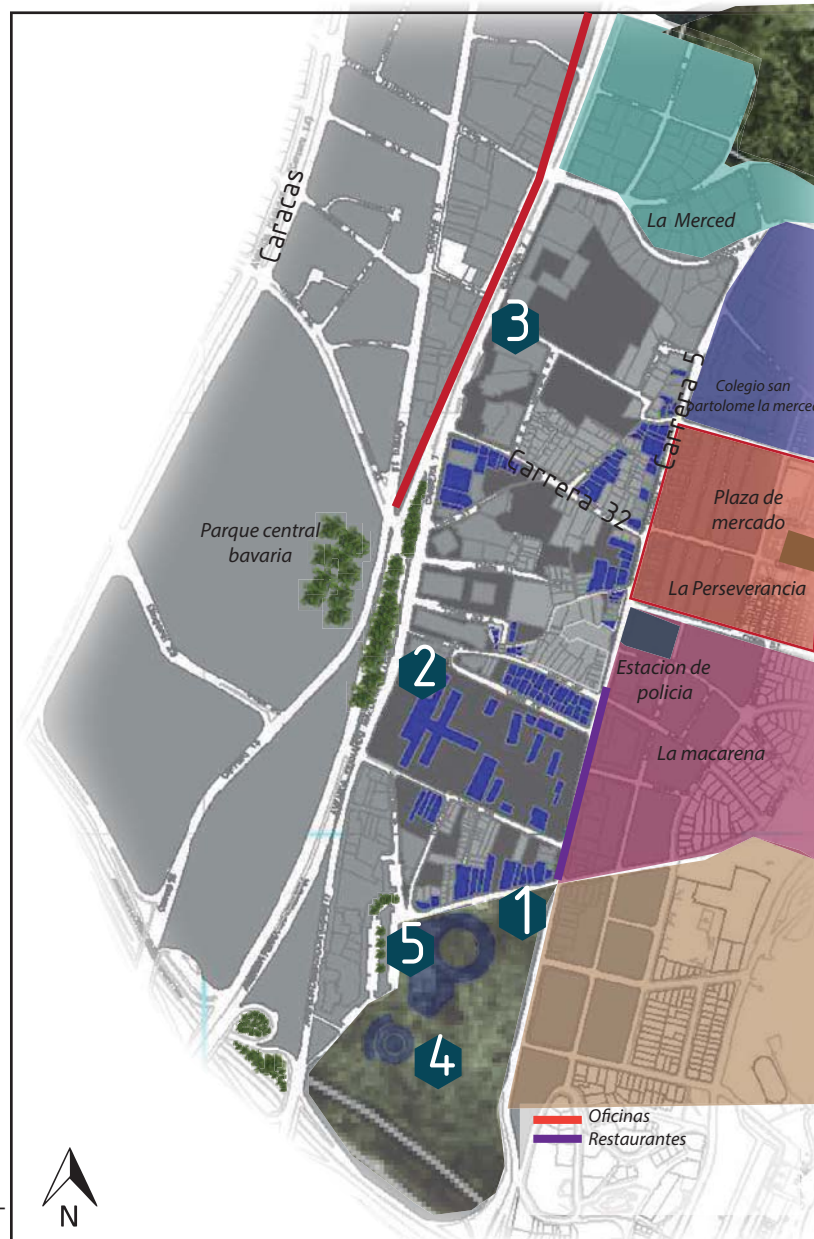 Caracas
La Merced
3
Carrera 5
Colegio san
bartolome la merced
Carrera 32
Plaza de
mercado
Parque central
bavaria
La Perseverancia
2
Estacion de
policia
La macarena
1
5
4
Oficinas
Restaurantes
N